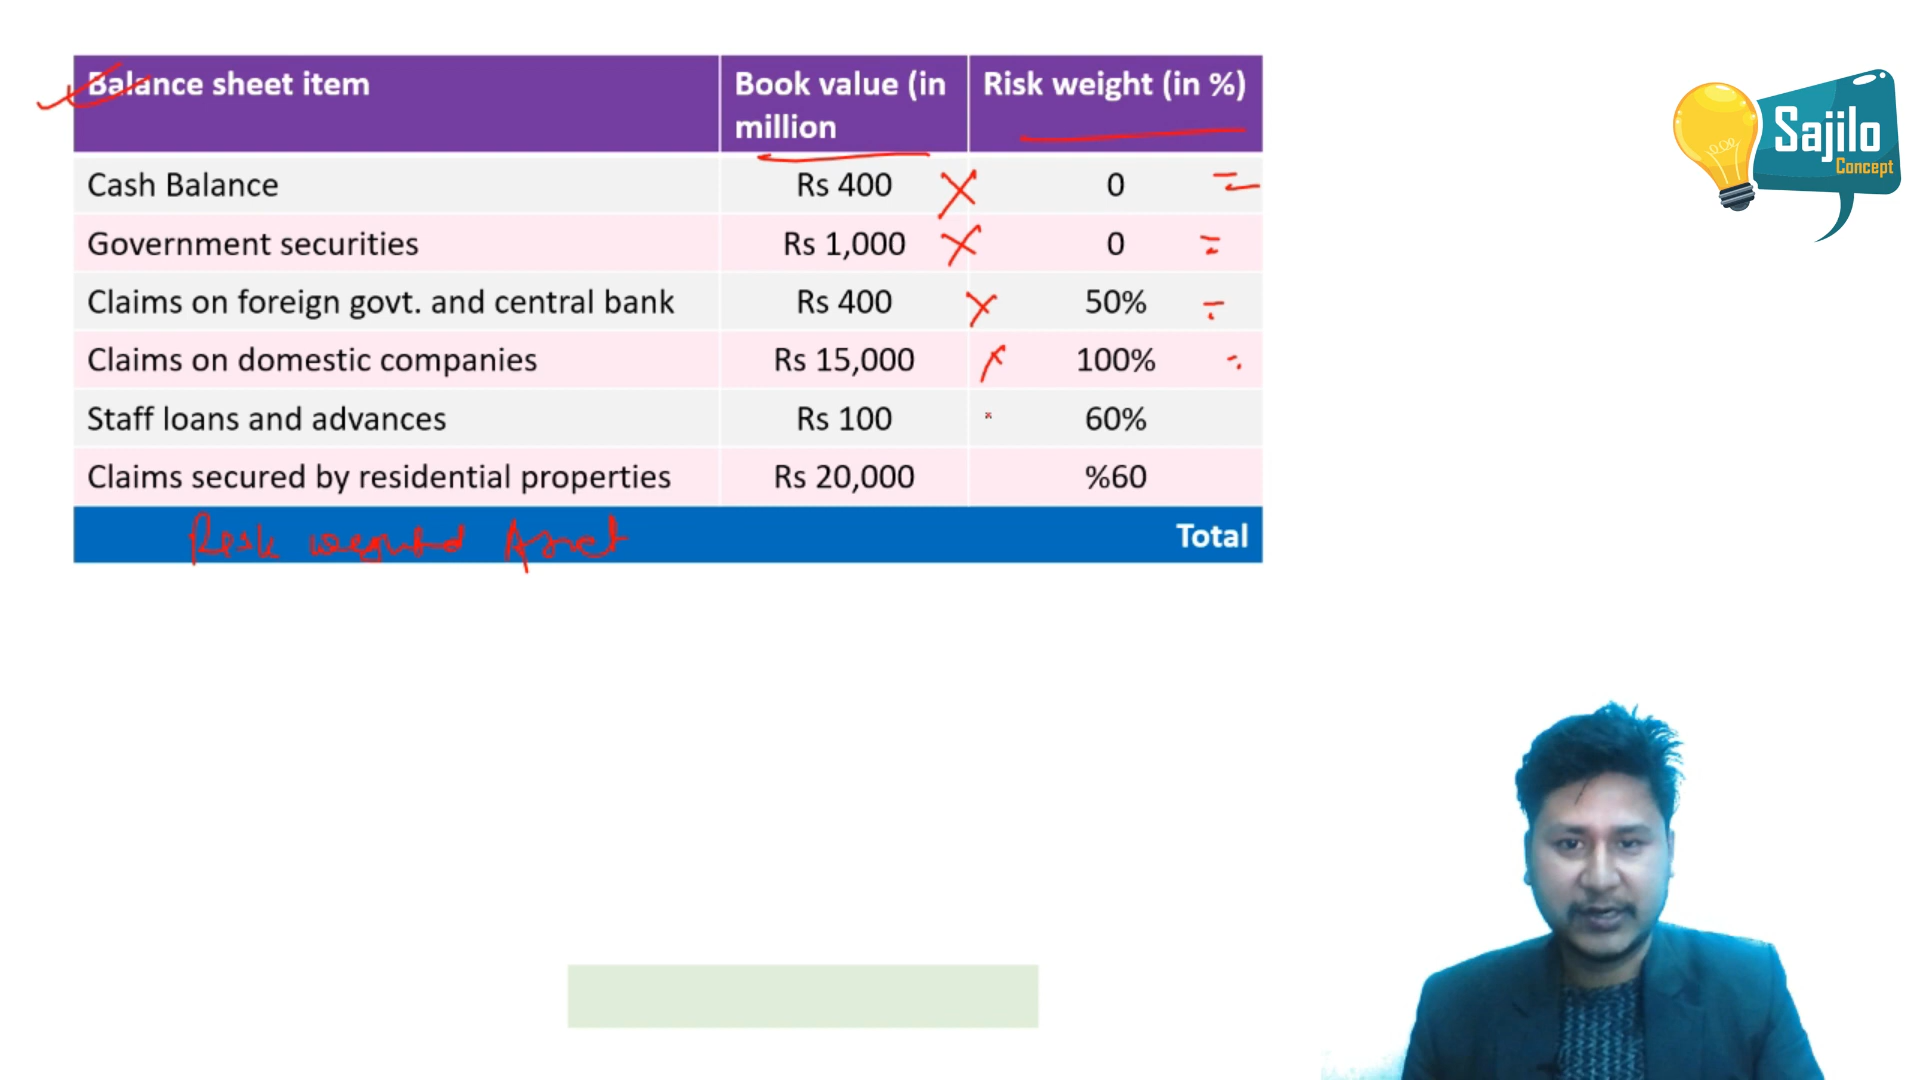 Balance sheet item Book value (in million Risk weight (in %)
Cash Balance Rs 400 0
Government securities Rs 1,000 0
Claims on foreign govt. and central bank Rs 400 50%
Claims on domestic companies Rs 15,000 100%
Staff loans and advances Rs 100 60%
Claims secured by residential properties Rs 20,000 %60
Risk weighted Asset Total
Sajilo
Concept